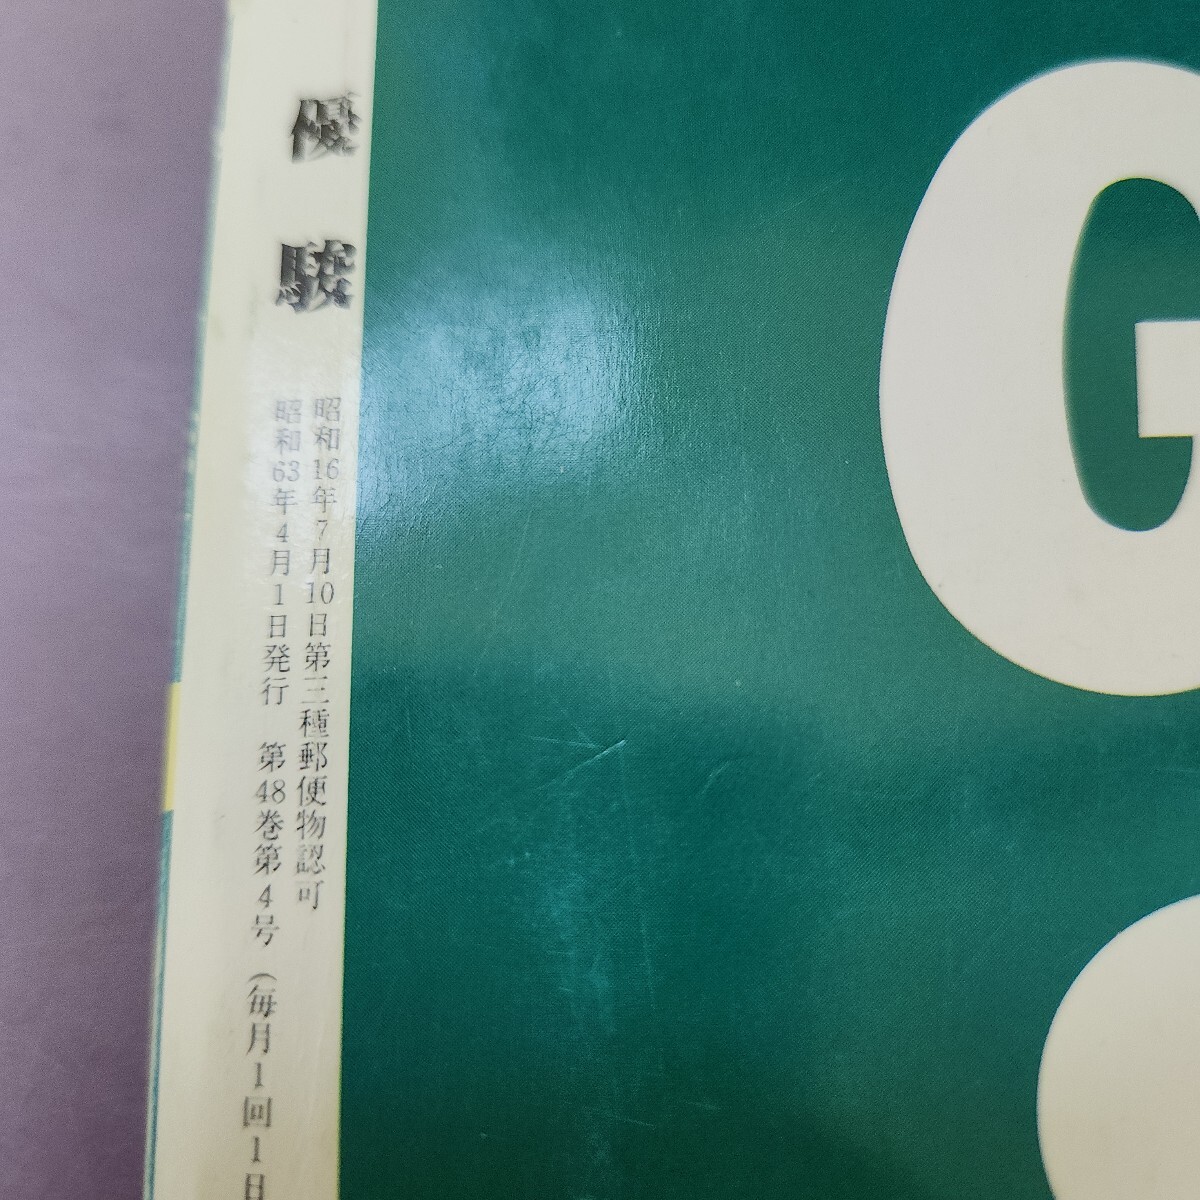 優駿
昭和16年7月10日第三種郵便物認可
昭和63年4月1日発行　第48巻第4号（毎月1回1日
G